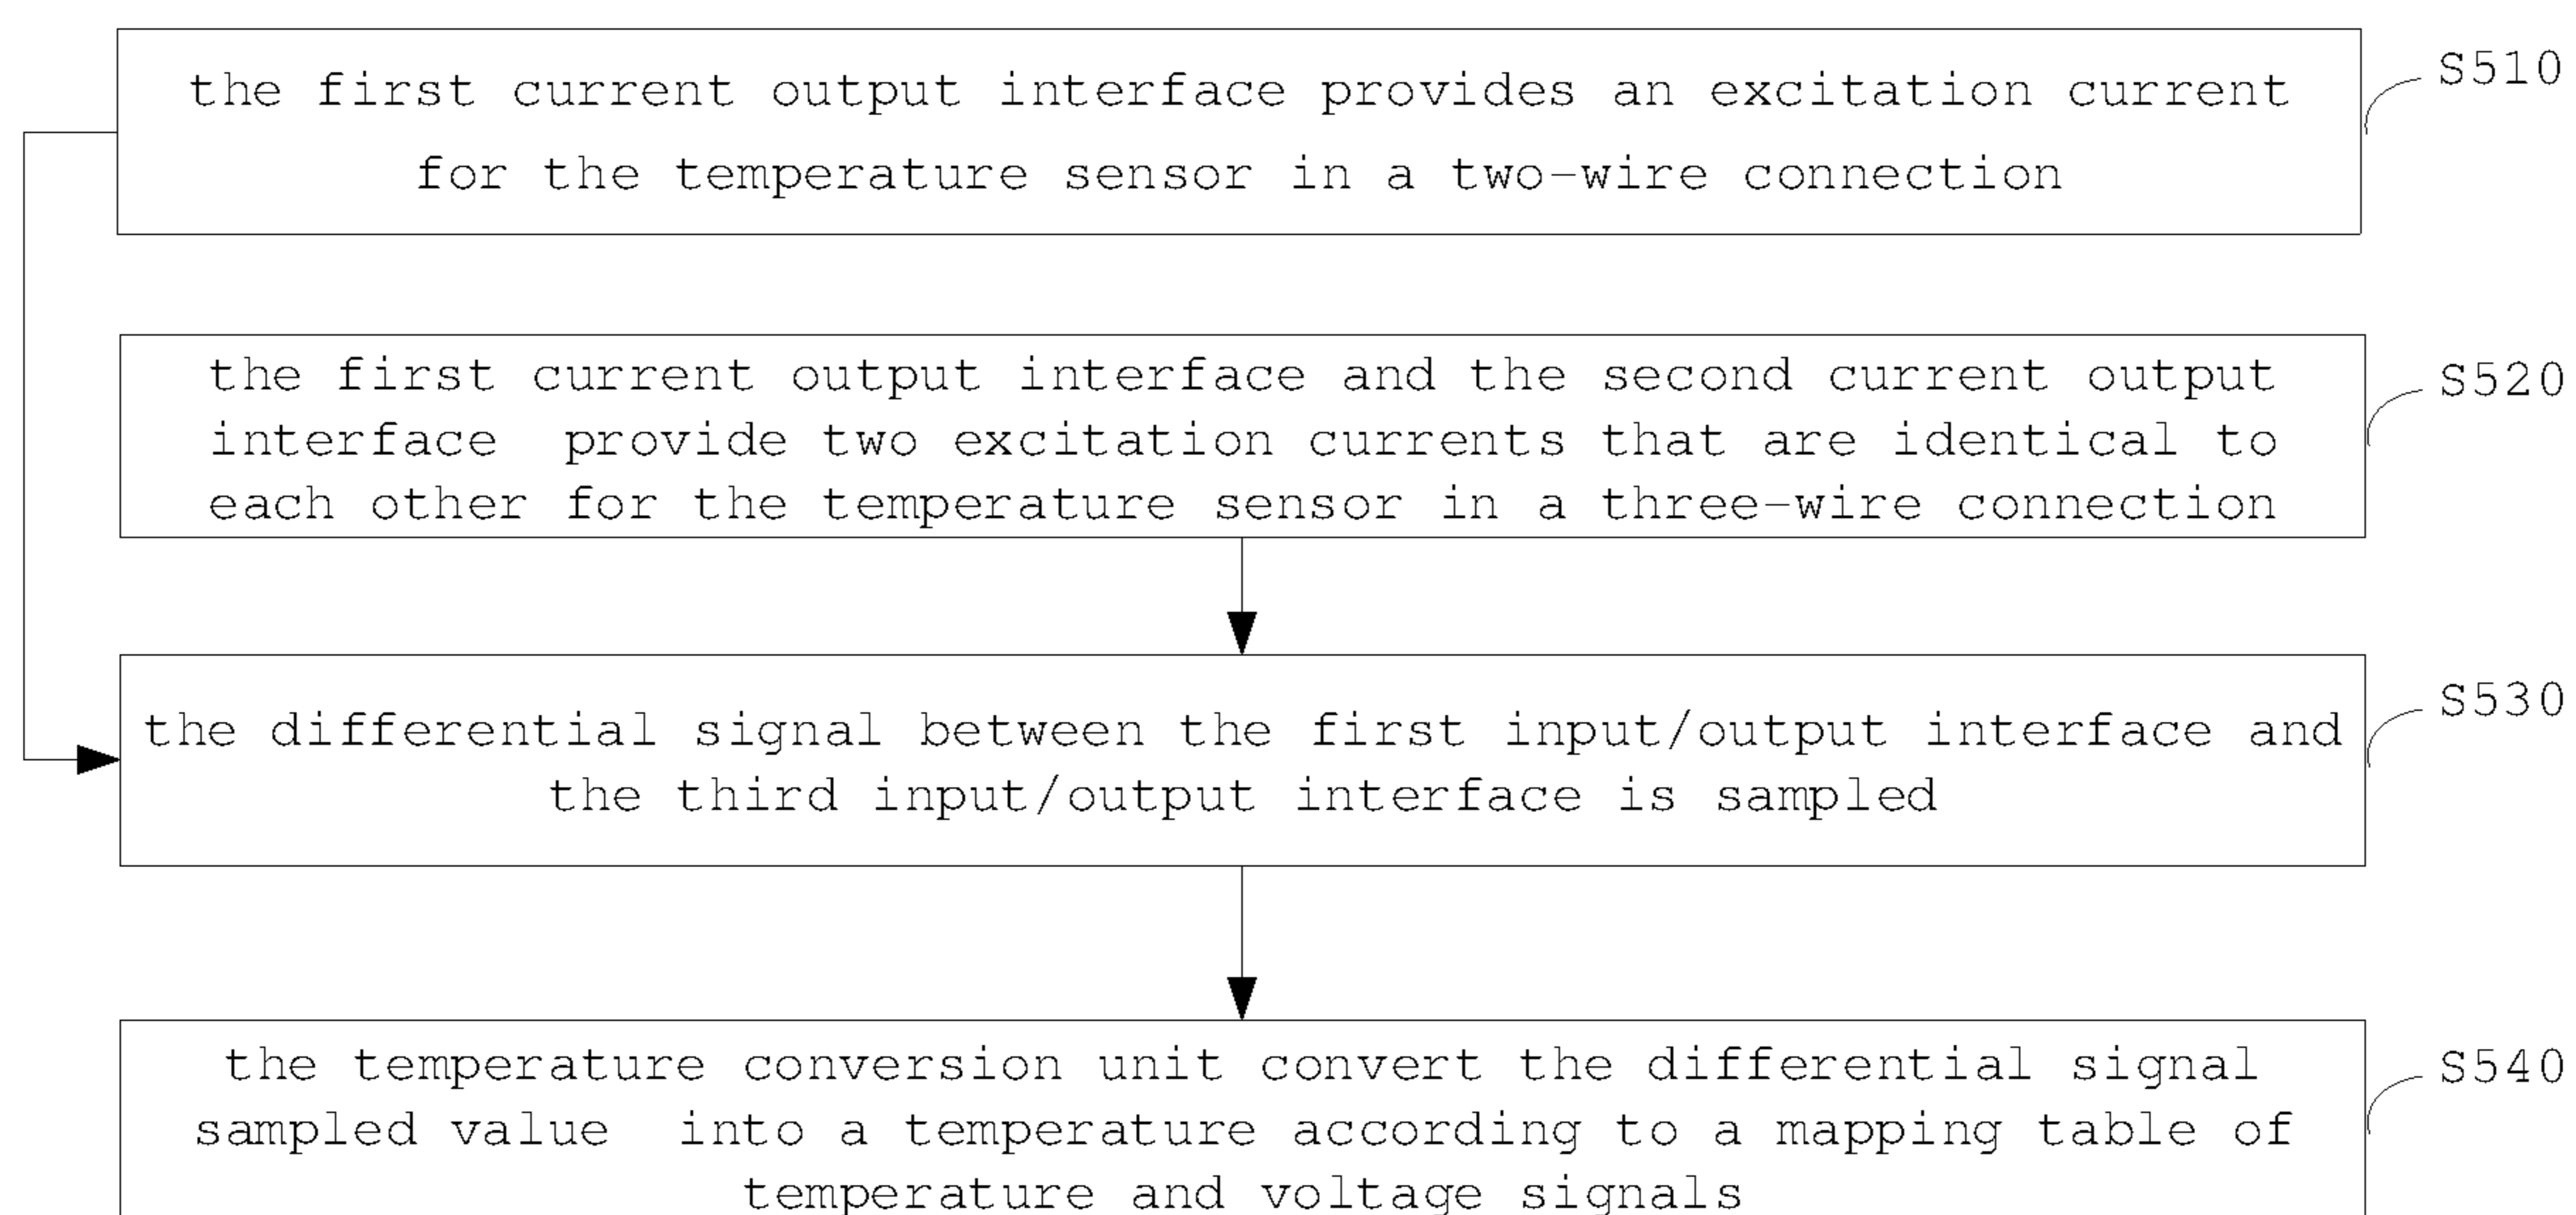 the first current output interface provides an excitation current
for the temperature sensor in a two-wire connection
S510
the first current output interface and the second current output
interface provide two excitation currents that are identical to
each other for the temperature sensor in a three-wire connection
S520
the differential signal between the first input/output interface and
the third input/output interface is sampled
S530
the temperature conversion unit convert the differential signal
sampled value into a temperature according to a mapping table of
temperature and voltage signals
S540